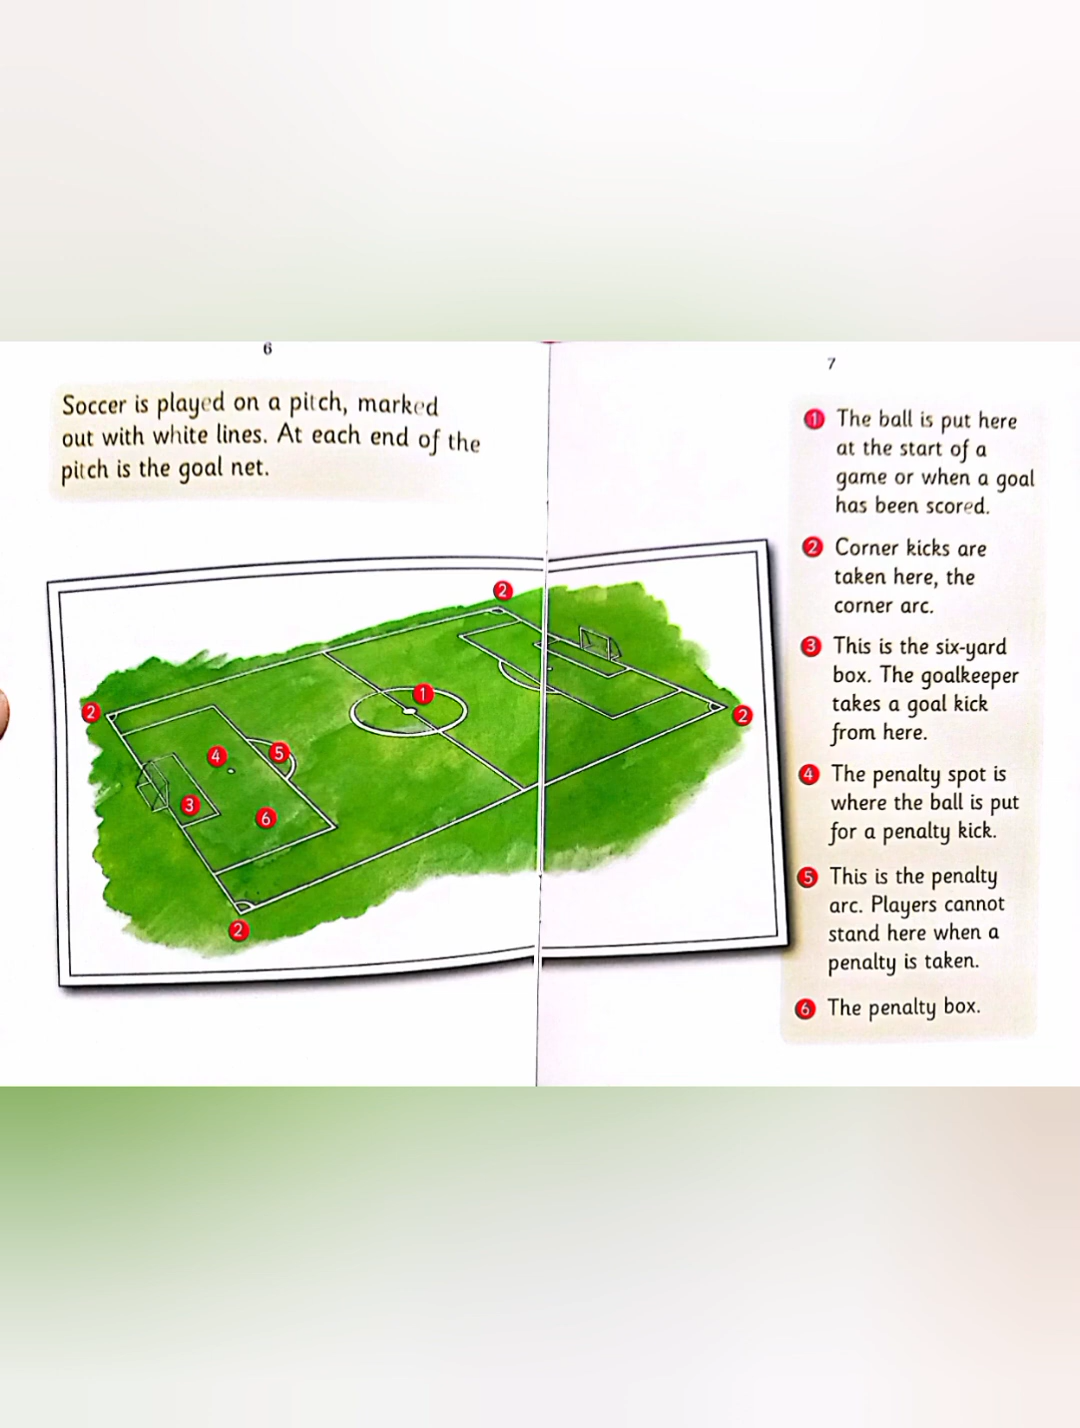 6
Soccer is played on a pitch, marked
out with white lines. At each end of the
pitch is the goal net.
2
2
1
2
4
5
3
6
2
7
1 The ball is put here
at the start of a
game or when a goal
has been scored.
2 Corner kicks are
taken here, the
corner arc.
3 This is the six-yard
box. The goalkeeper
takes a goal kick
from here.
4 The penalty spot is
where the ball is put
for a penalty kick.
5 This is the penalty
arc. Players cannot
stand here when a
penalty is taken.
6 The penalty box.